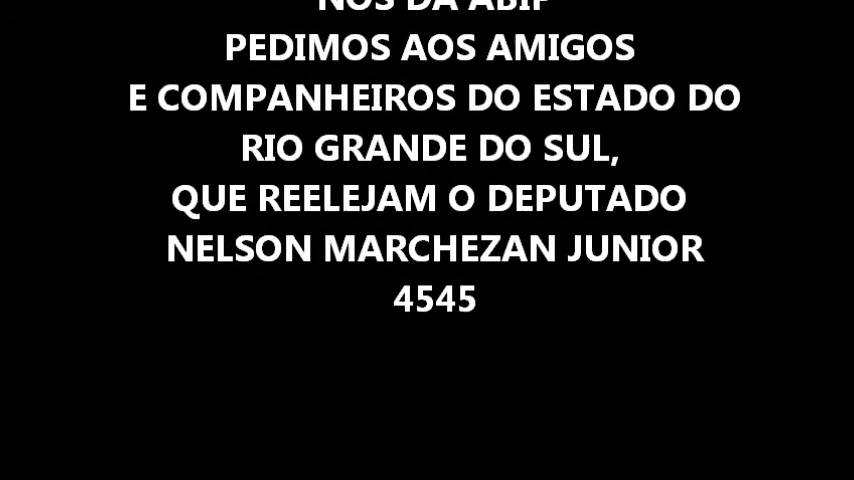 NÓS DA ABIP
PEDIMOS AOS AMIGOS
E COMPANHEIROS DO ESTADO DO
RIO GRANDE DO SUL,
QUE REELEJAM O DEPUTADO
NELSON MARCHEZAN JUNIOR
4545